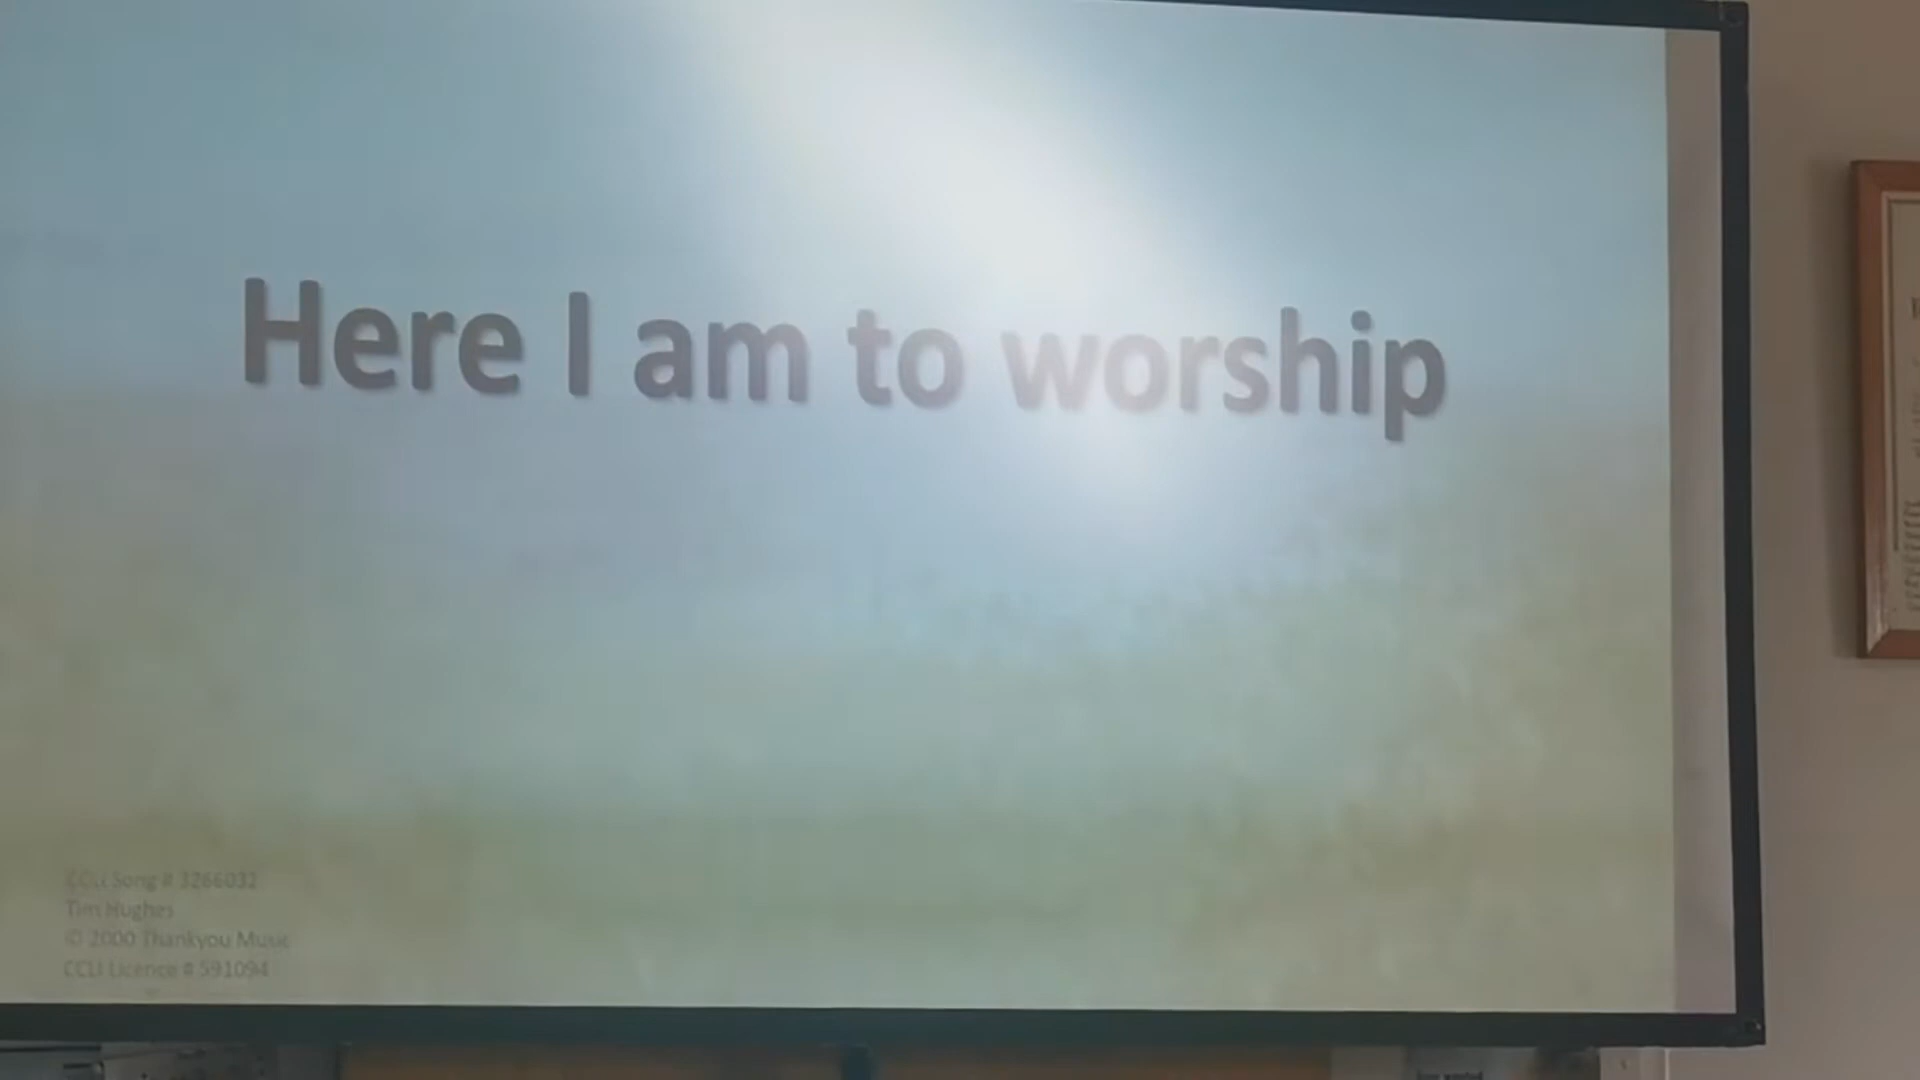 Here I am to worship
CCLI Song # 3266032
Tim Hughes
© 2000 Thankyou Music
CCLI Licence # 591094